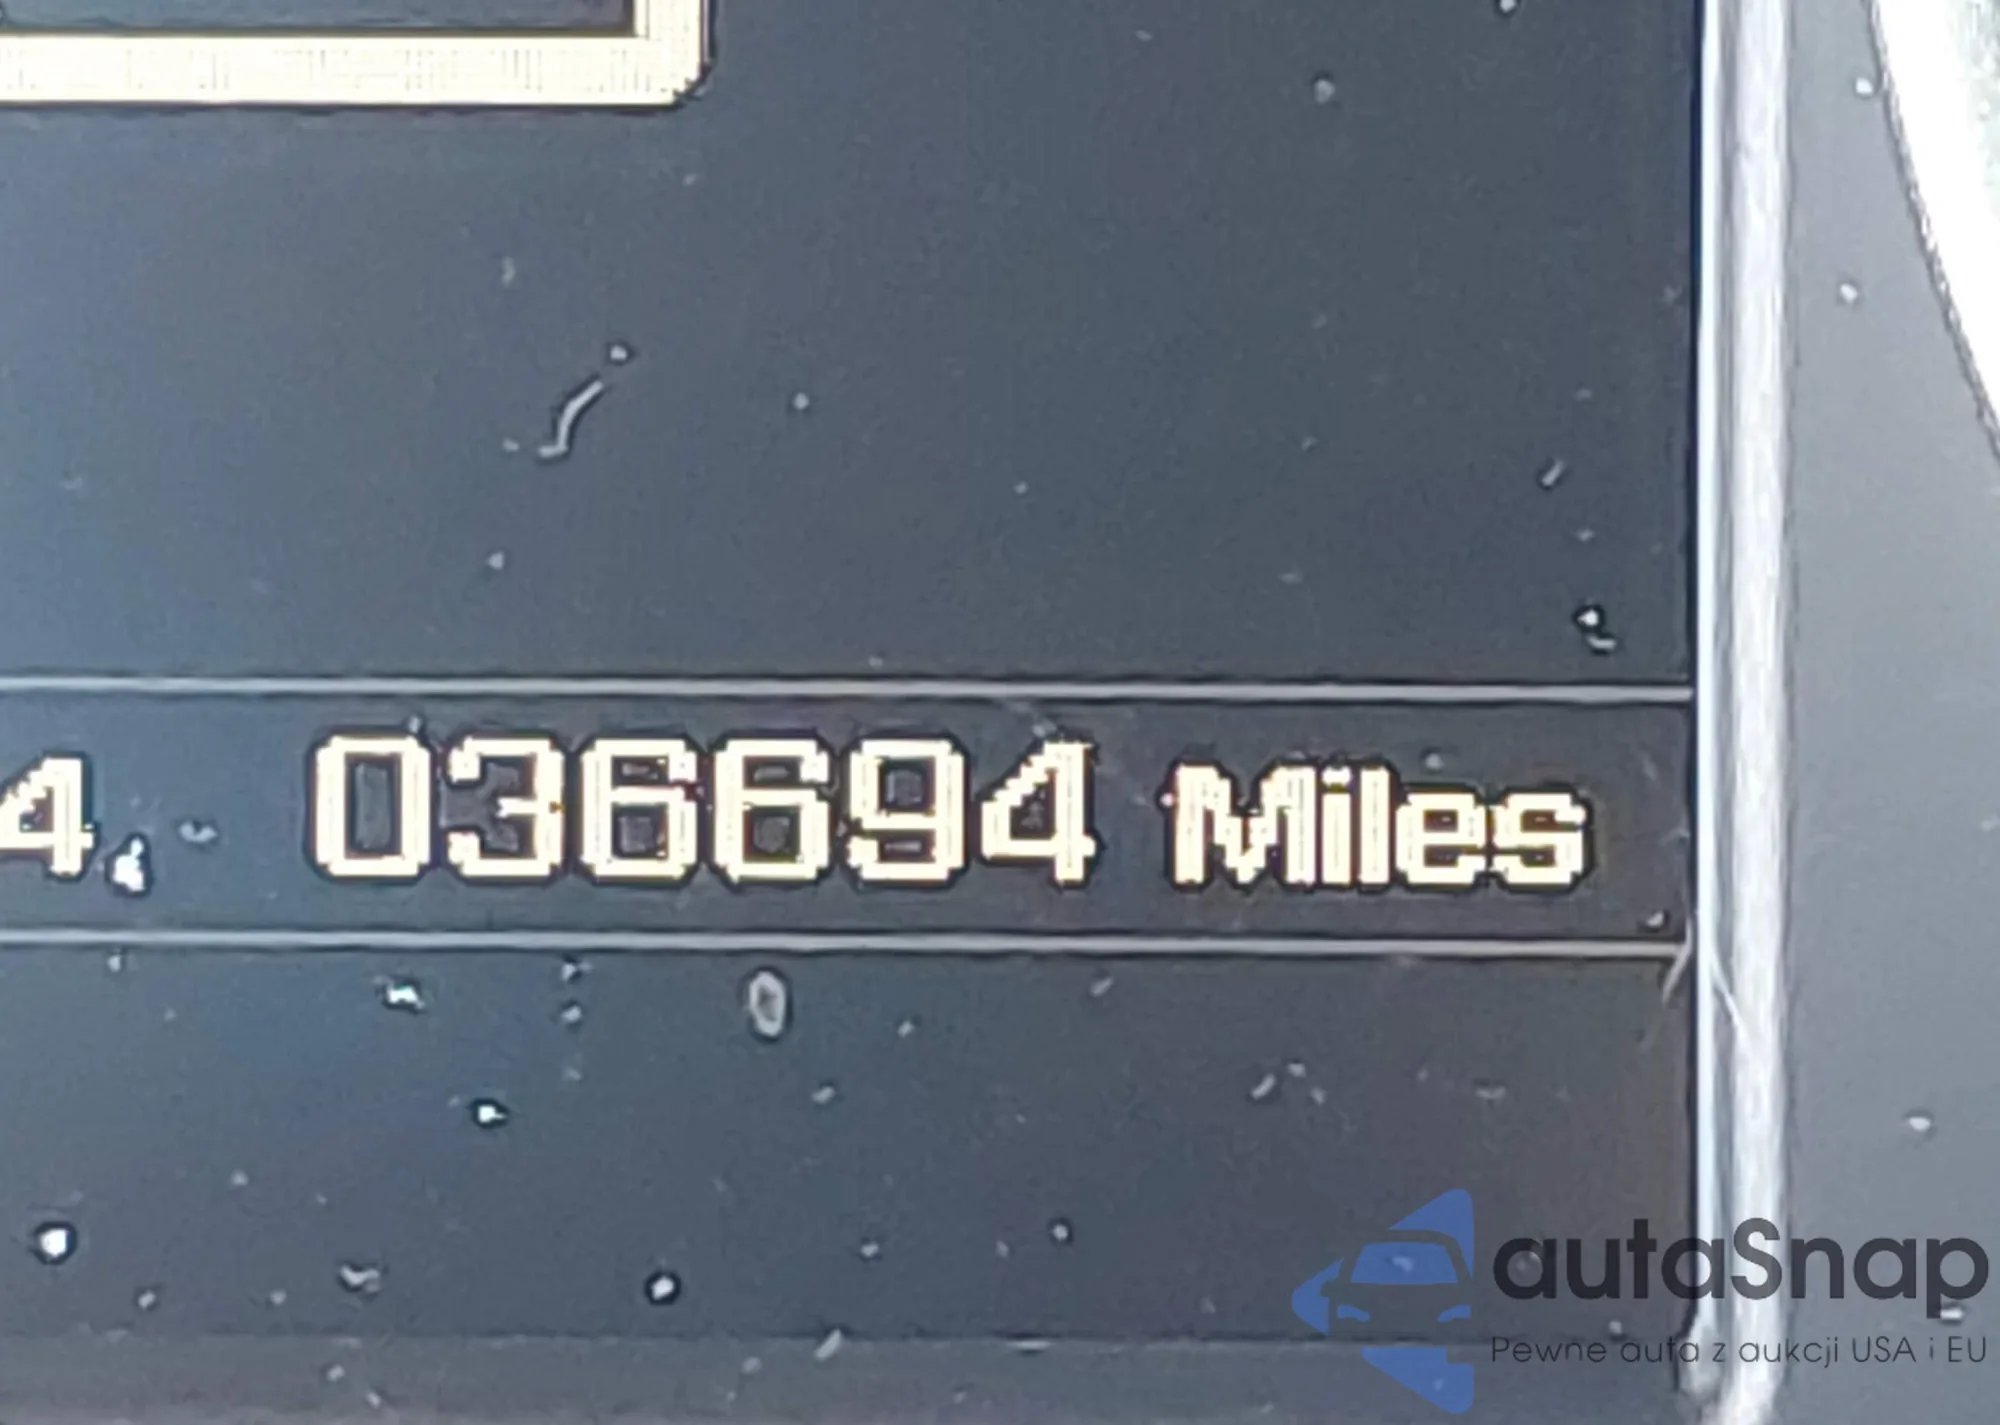 4 036694 Miles
autaSnap
Pewne auta z aukcji USA i EU